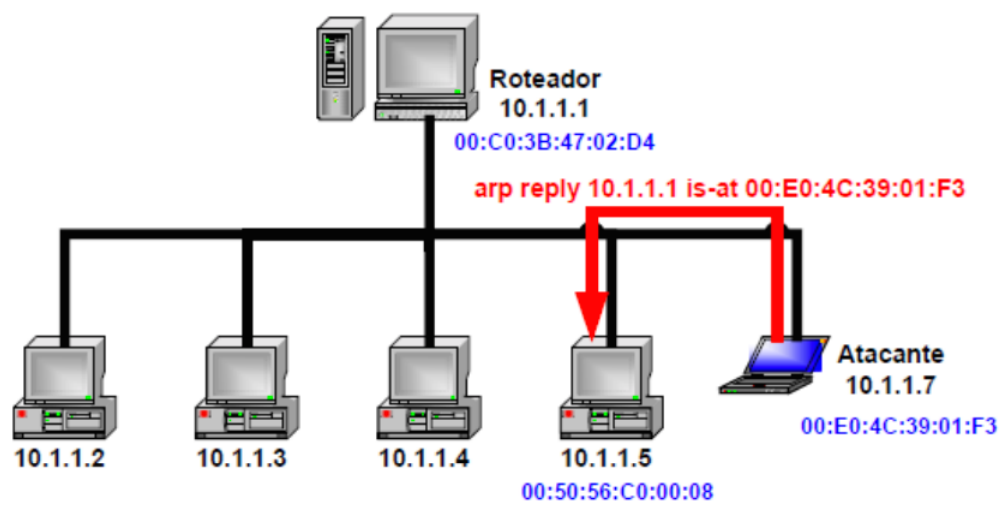 Roteador
10.1.1.1
00:C0:3B:47:02:D4
arp reply 10.1.1.1 is-at 00:E0:4C:39:01:F3
Atacante
10.1.1.7
00:E0:4C:39:01:F3
10.1.1.2
10.1.1.3
10.1.1.4
10.1.1.5
00:50:56:C0:00:08